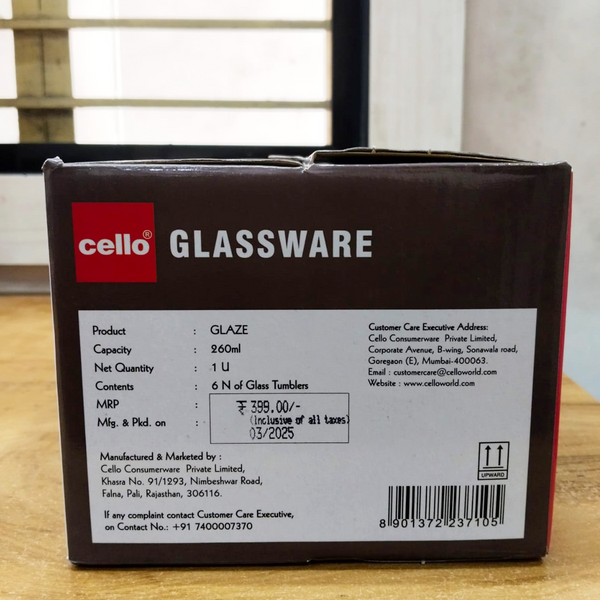 cello® GLASSWARE
Product : GLAZE
Capacity : 260ml
Net Quantity : 1 U
Contents : 6 N of Glass Tumblers
MRP : ₹ 399.00/-
(Inclusive of all taxes)
Mfg. & Pkd. on : 03/2025
Manufactured & Marketed by :
Cello Consumerware Private Limited,
Khasra No. 91/1293, Nimbeshwar Road,
Falna, Pali, Rajasthan, 306116.
If any complaint contact Customer Care Executive,
on Contact No.: +91 7400007370
Customer Care Executive Address:
Cello Consumerware Private Limited,
Corporate Avenue, B-wing, Sonawala road,
Goregaon (E), Mumbai-400063.
Email : customercare@celloworld.com
Website : www.celloworld.com
UPWARD
8 901372 237105